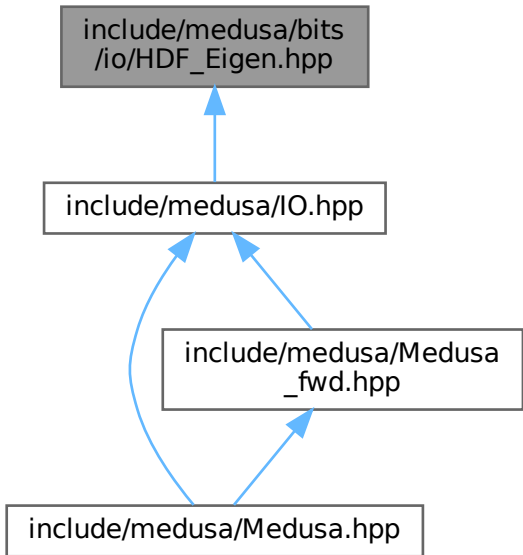 include/medusa/bits
/io/HDF_Eigen.hpp
include/medusa/IO.hpp
include/medusa/Medusa
_fwd.hpp
include/medusa/Medusa.hpp